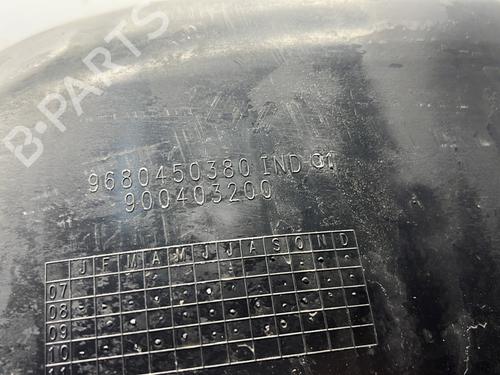 B-PARTS
9680450380 IND 01
900403200
J F M A M J J A S O N D
07
08
09
10